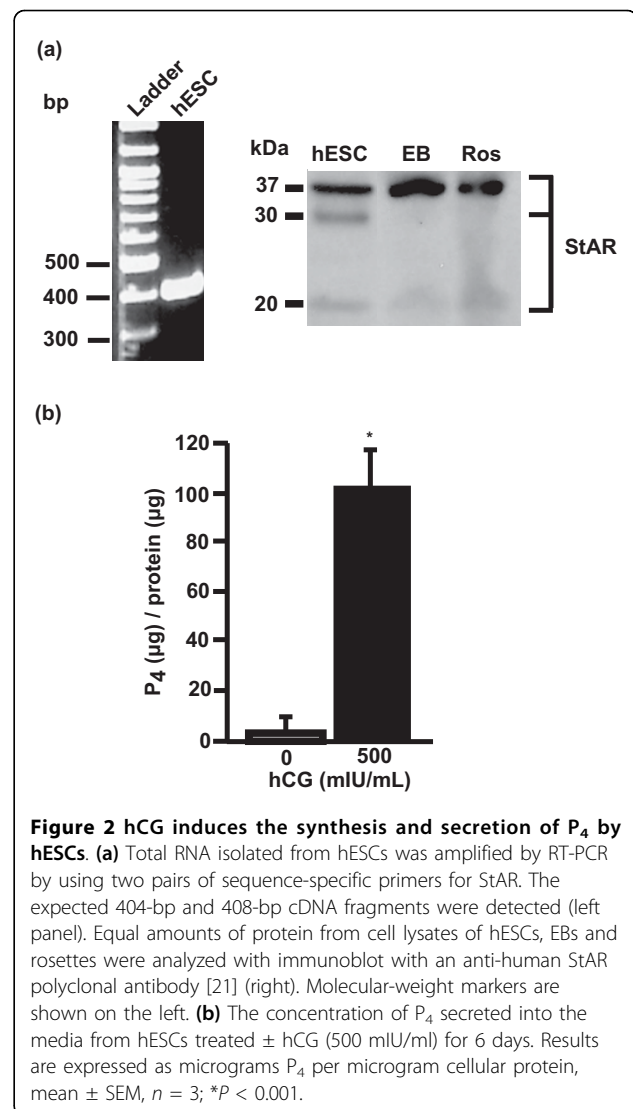 (a)
bp
Ladder
hESC
500
400
300
kDa hESC EB Ros
37
30
20
StAR
(b)
P4 (µg) / protein (µg)
120
100
80
60
40
20
0
*
0 500
hCG (mIU/mL)
Figure 2 hCG induces the synthesis and secretion of P4 by
hESCs. (a) Total RNA isolated from hESCs was amplified by RT-PCR
by using two pairs of sequence-specific primers for StAR. The
expected 404-bp and 408-bp cDNA fragments were detected (left
panel). Equal amounts of protein from cell lysates of hESCs, EBs and
rosettes were analyzed with immunoblot with an anti-human StAR
polyclonal antibody [21] (right). Molecular-weight markers are
shown on the left. (b) The concentration of P4 secreted into the
media from hESCs treated ± hCG (500 mIU/ml) for 6 days. Results
are expressed as micrograms P4 per microgram cellular protein,
mean ± SEM, n = 3; *P < 0.001.